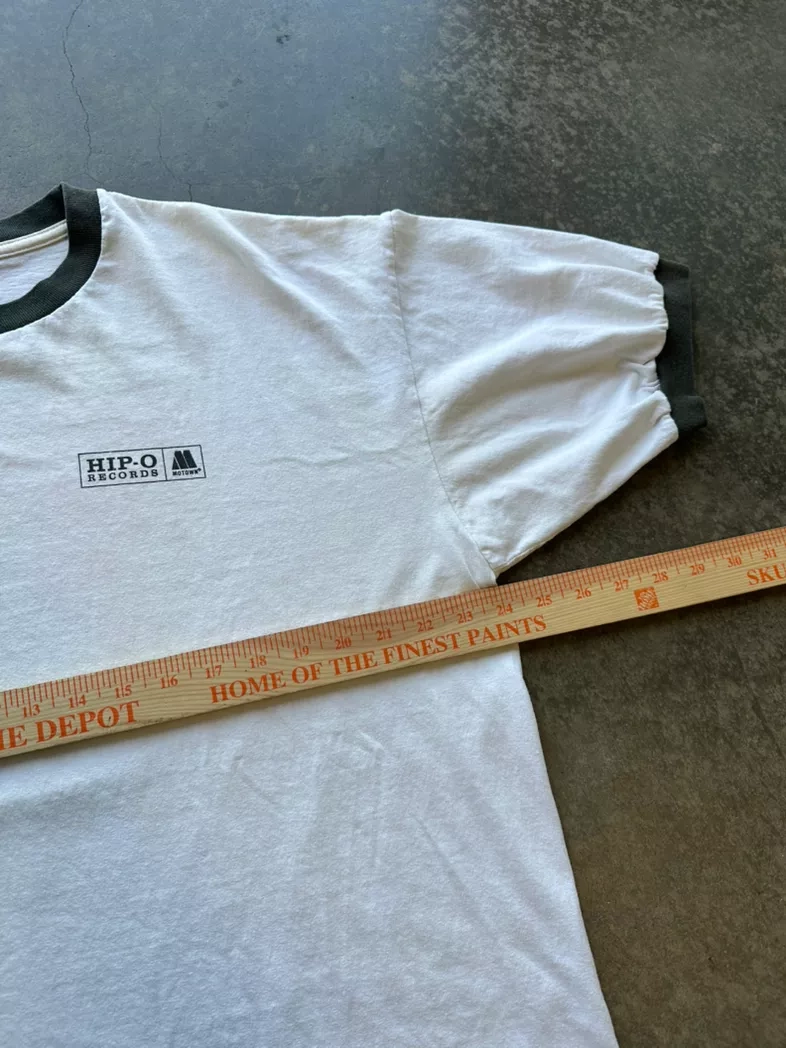 HIP-O
RECORDS
MOTOWN®
13 14 15 16 17 18 19 20 21 22 23 24 25 26 27 28 29 30 31
E DEPOT HOME OF THE FINEST PAINTS SKU